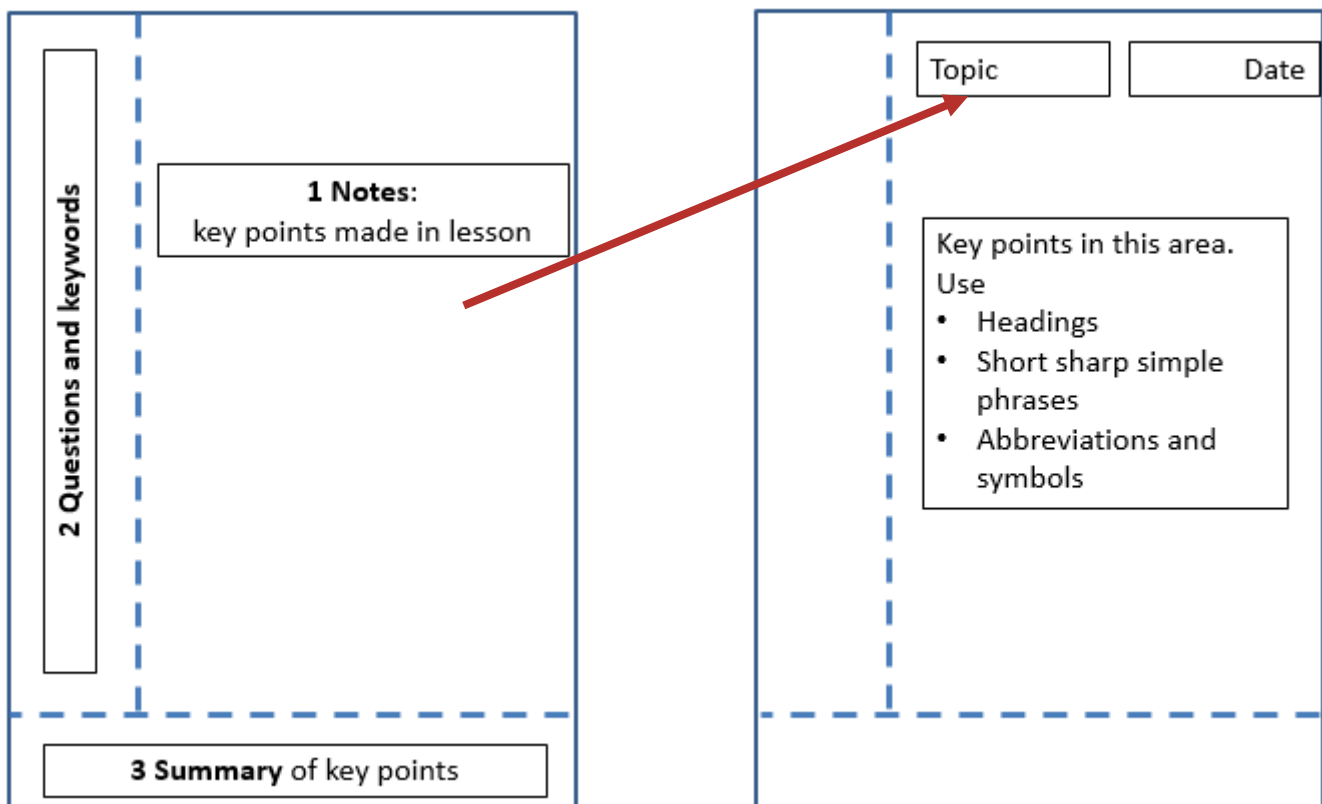 2 Questions and keywords
1 Notes:
key points made in lesson
3 Summary of key points
Topic
Date
Key points in this area.
Use
• Headings
• Short sharp simple
phrases
• Abbreviations and
symbols